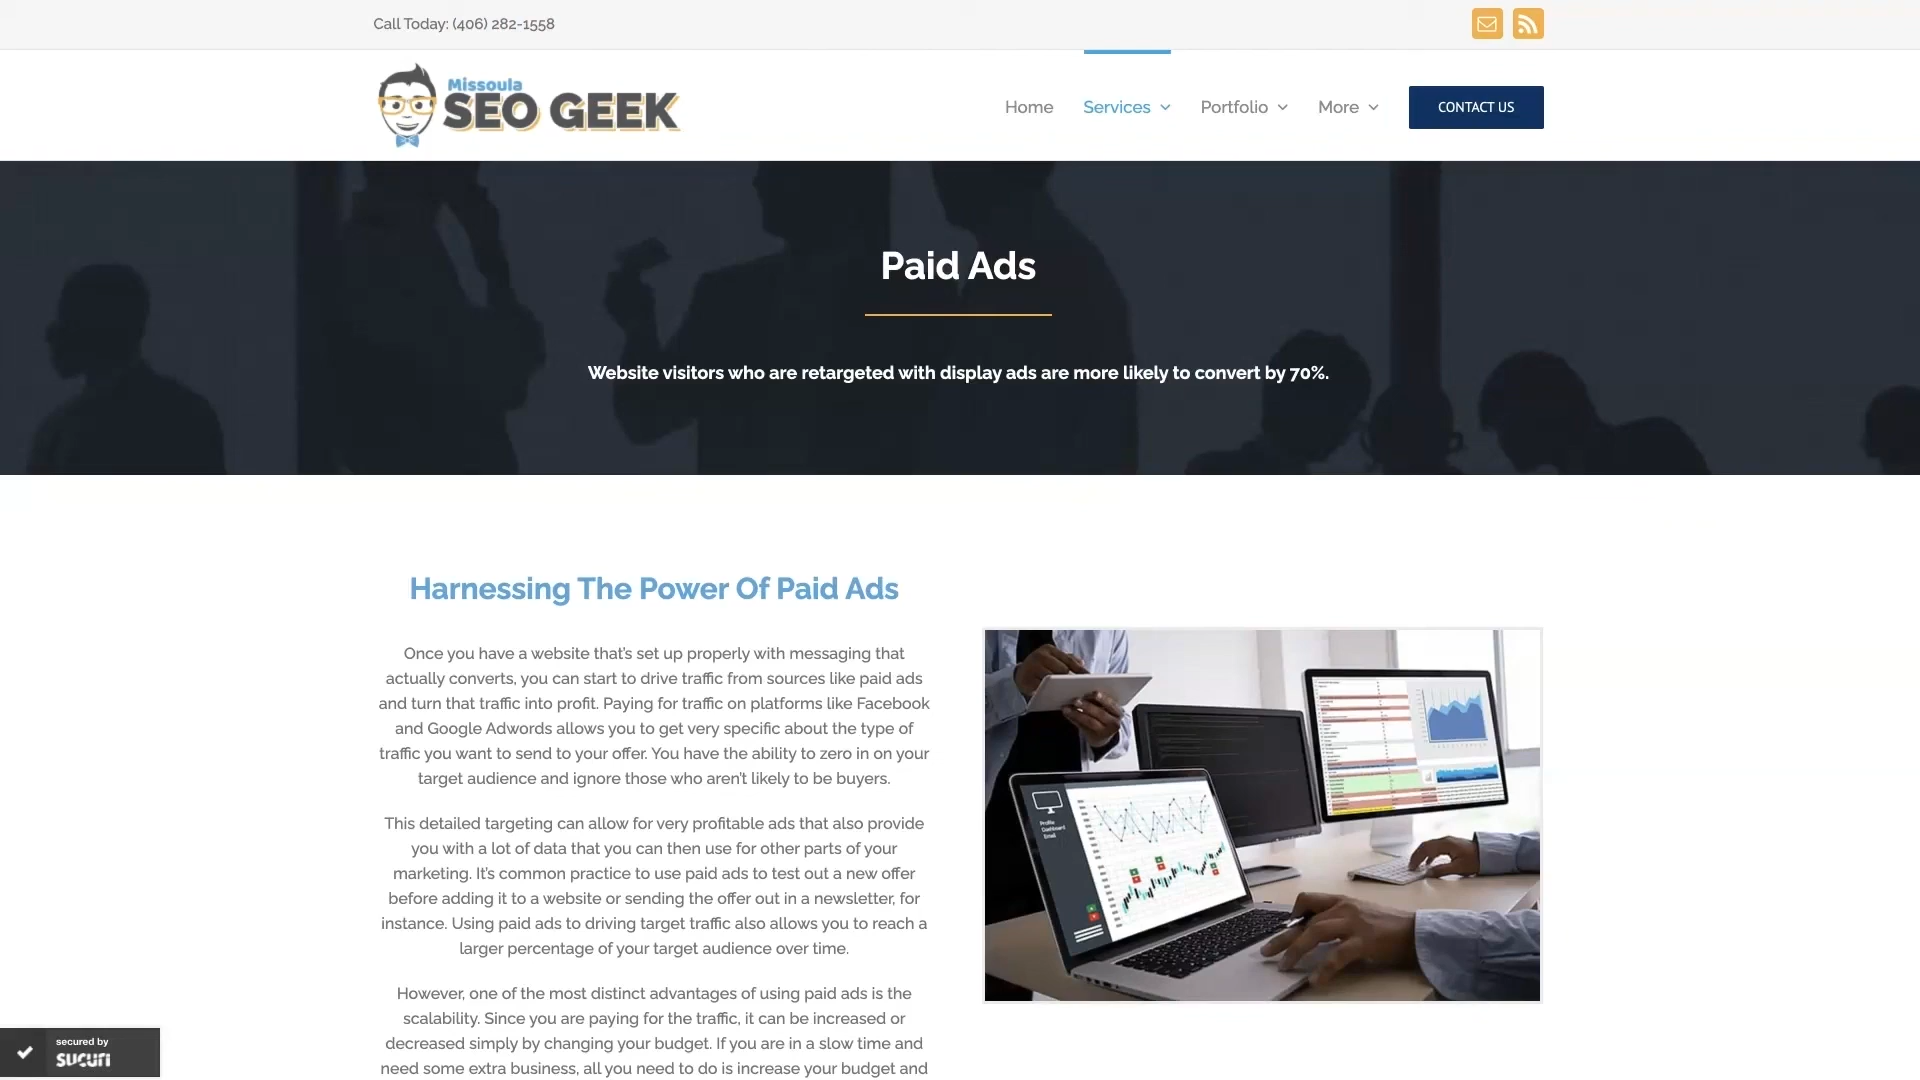 Call Today: (406) 282-1558
Missoula
SEO GEEK
Home
Services
Portfolio
More
CONTACT US
Paid Ads
Website visitors who are retargeted with display ads are more likely to convert by 70%.
Harnessing The Power Of Paid Ads
Once you have a website that's set up properly with messaging that
actually converts, you can start to drive traffic from sources like paid ads
and turn that traffic into profit. Paying for traffic on platforms like Facebook
and Google Adwords allows you to get very specific about the type of
traffic you want to send to your offer. You have the ability to zero in on your
target audience and ignore those who aren't likely to be buyers.
This detailed targeting can allow for very profitable ads that also provide
you with a lot of data that you can then use for other parts of your
marketing. It's common practice to use paid ads to test out a new offer
before adding it to a website or sending the offer out in a newsletter, for
instance. Using paid ads to driving target traffic also allows you to reach a
larger percentage of your target audience over time.
However, one of the most distinct advantages of using paid ads is the
scalability. Since you are paying for the traffic, it can be increased or
decreased simply by changing your budget. If you are in a slow time and
need some extra business, all you need to do is increase your budget and
Profile
Dashboard
Email
secured by
sucuri